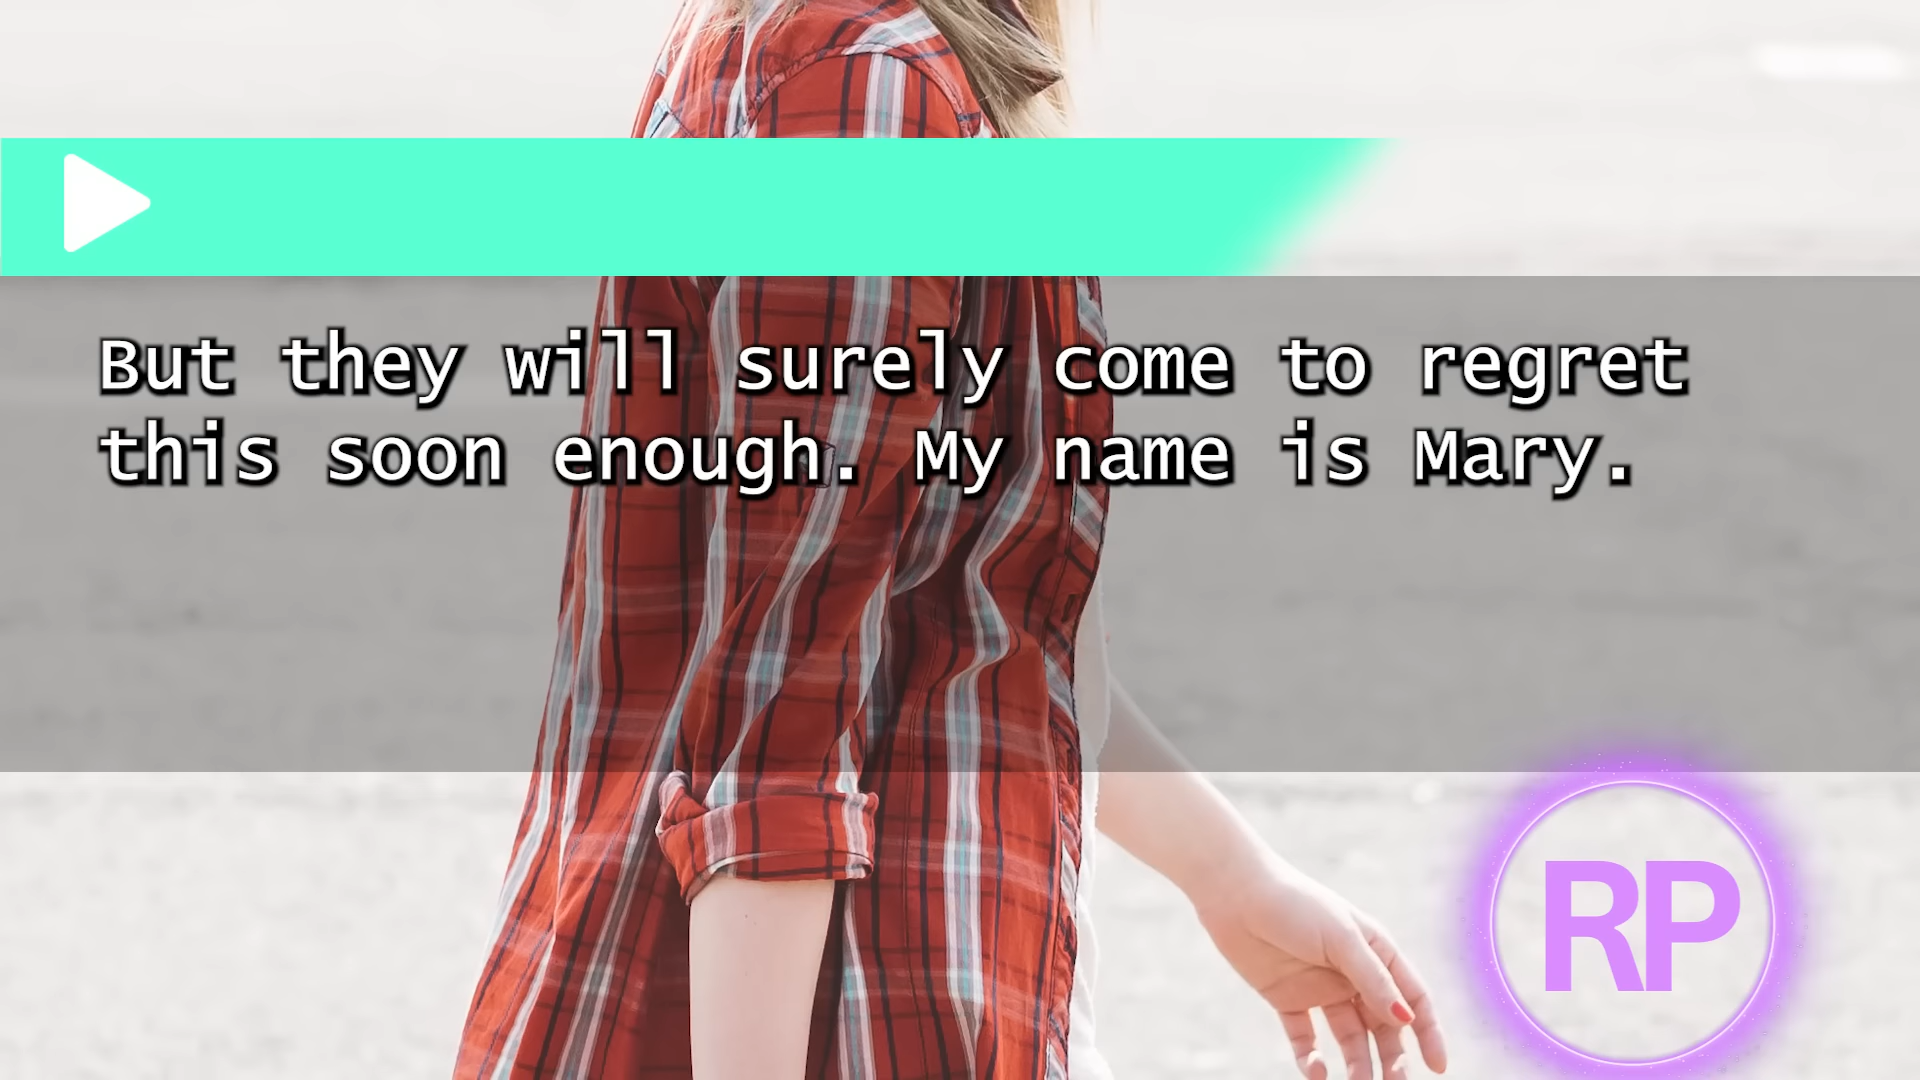 But they will surely come to regret
this soon enough. My name is Mary.
RP